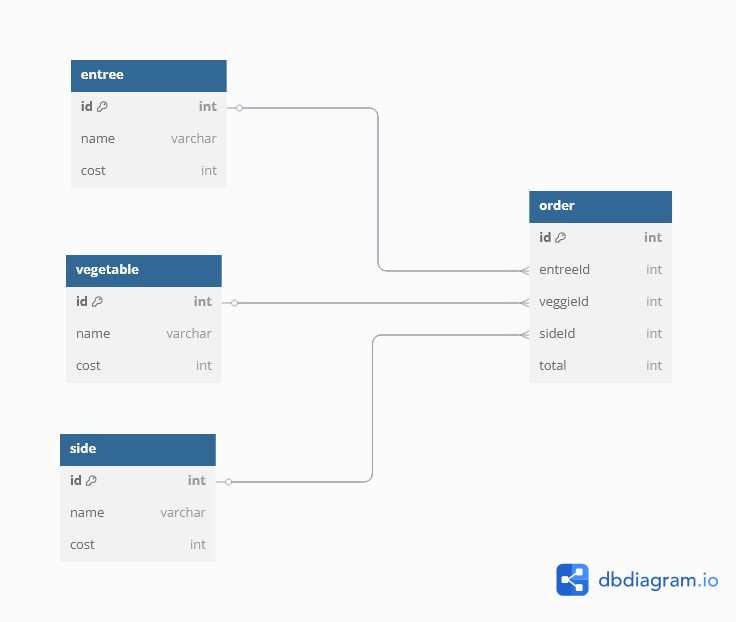 entree
id int
name varchar
cost int
vegetable
id int
name varchar
cost int
side
id int
name varchar
cost int
order
id int
entreeId int
veggieId int
sideId int
total int
dbdiagram.io